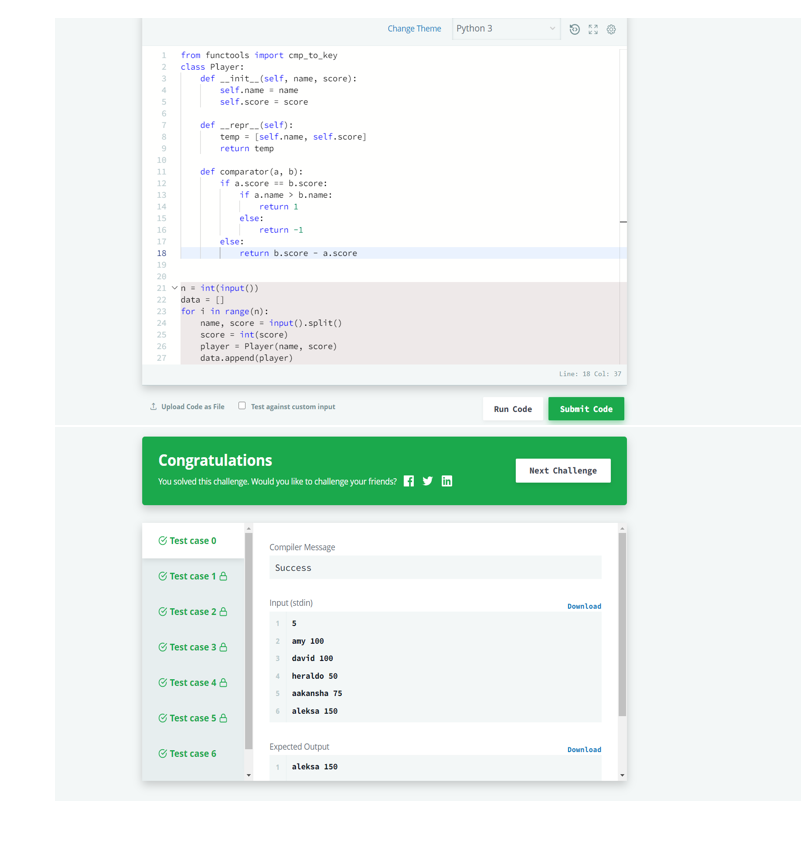 Change Theme Python 3
1 from functools import cmp_to_key
2 class Player:
3     def __init__(self, name, score):
4         self.name = name
5         self.score = score
6
7     def __repr__(self):
8         temp = [self.name, self.score]
9         return temp
10
11     def comparator(a, b):
12         if a.score == b.score:
13             if a.name > b.name:
14                 return 1
15             else:
16                 return -1
17         else:
18             return b.score - a.score
19
20
21 n = int(input())
22 data = []
23 for i in range(n):
24     name, score = input().split()
25     score = int(score)
26     player = Player(name, score)
27     data.append(player)
Line: 18 Col: 37
Upload Code as File Test against custom input Run Code Submit Code
Congratulations
You solved this challenge. Would you like to challenge your friends?
Next Challenge
Test case 0
Test case 1
Test case 2
Test case 3
Test case 4
Test case 5
Test case 6
Compiler Message
Success
Input (stdin) Download
1 5
2 amy 100
3 david 100
4 heraldo 50
5 aakansha 75
6 aleksa 150
Expected Output Download
1 aleksa 150